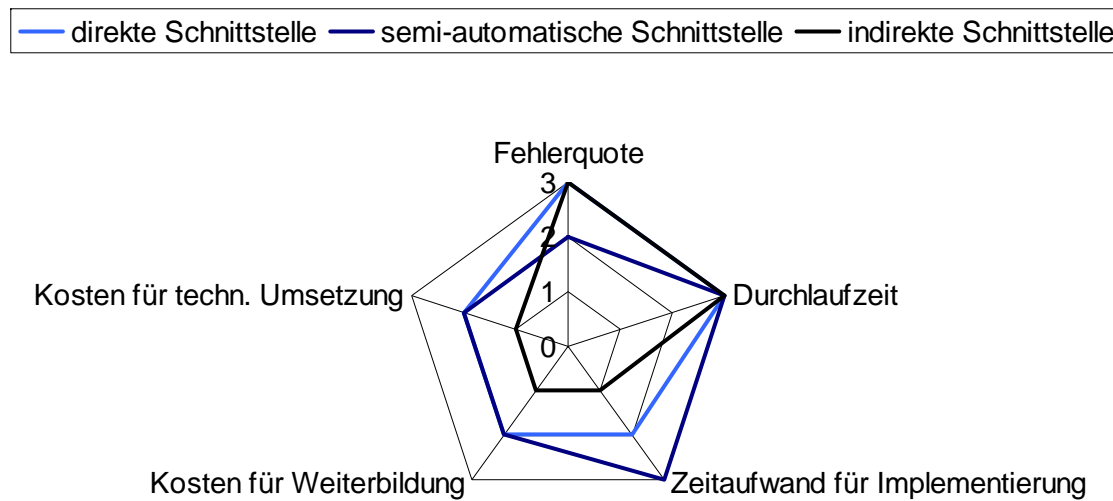 direkte Schnittstelle semi-automatische Schnittstelle indirekte Schnittstelle
Fehlerquote
3
2
Kosten für techn. Umsetzung
Durchlaufzeit
1
0
Kosten für Weiterbildung
Zeitaufwand für Implementierung